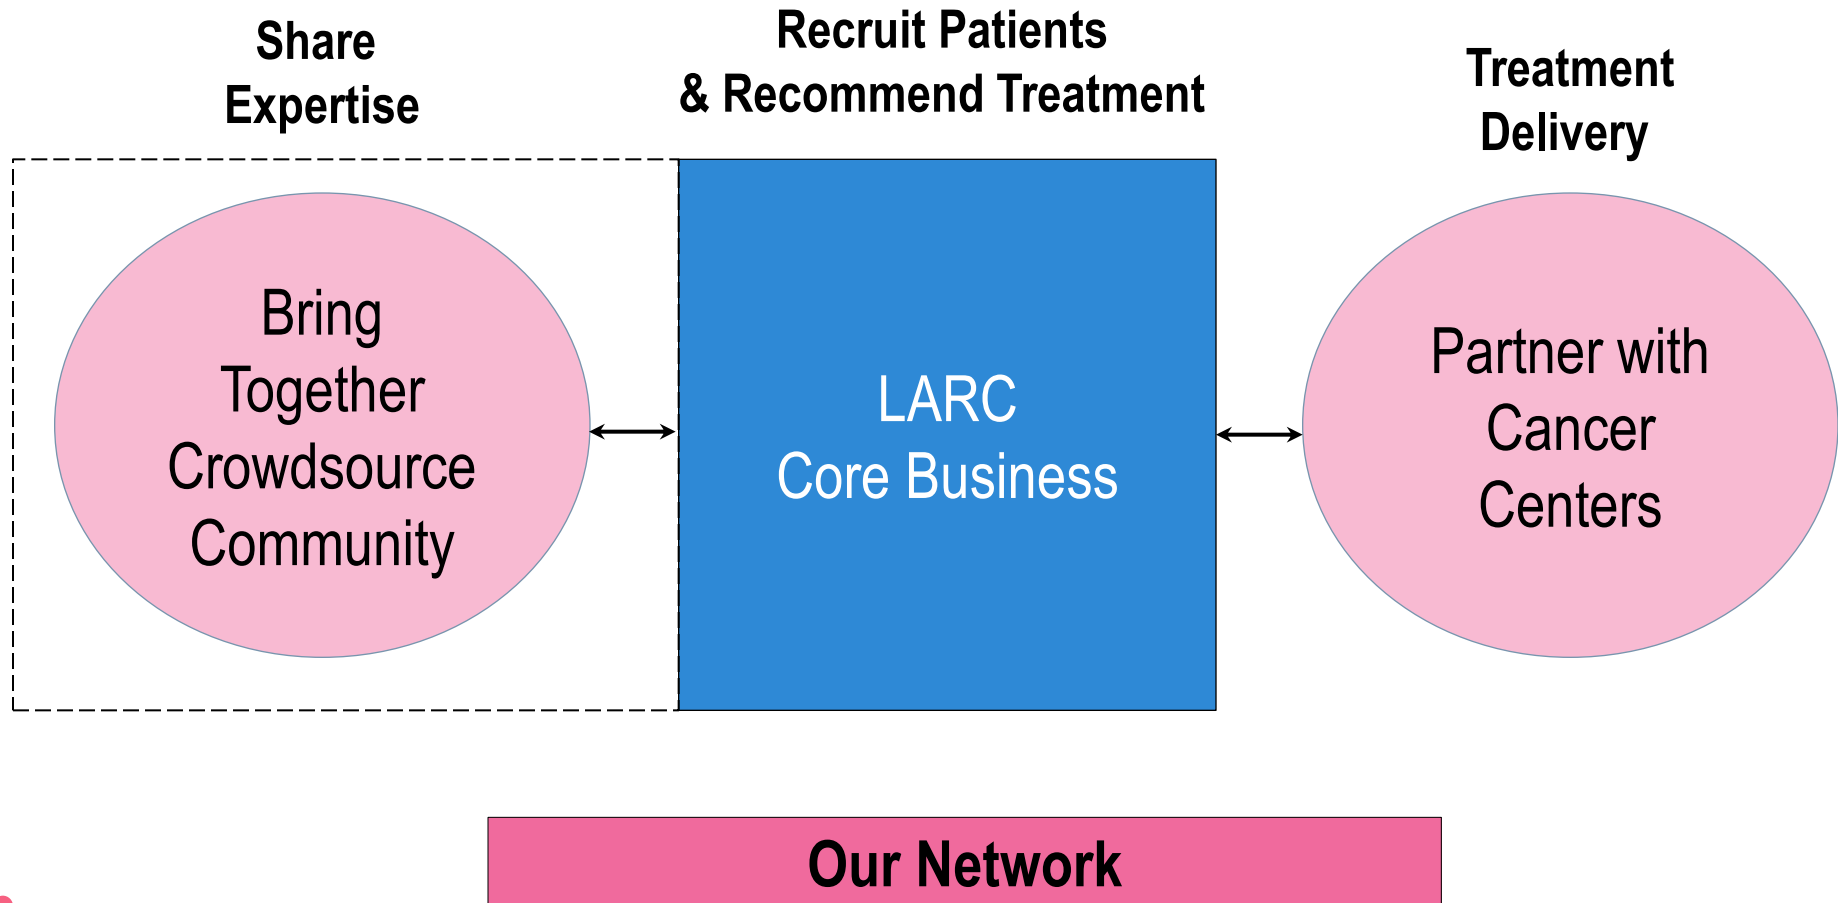 Share
Expertise
Recruit Patients
& Recommend Treatment
Treatment
Delivery
Bring
Together
Crowdsource
Community
LARC
Core Business
Partner with
Cancer
Centers
Our Network